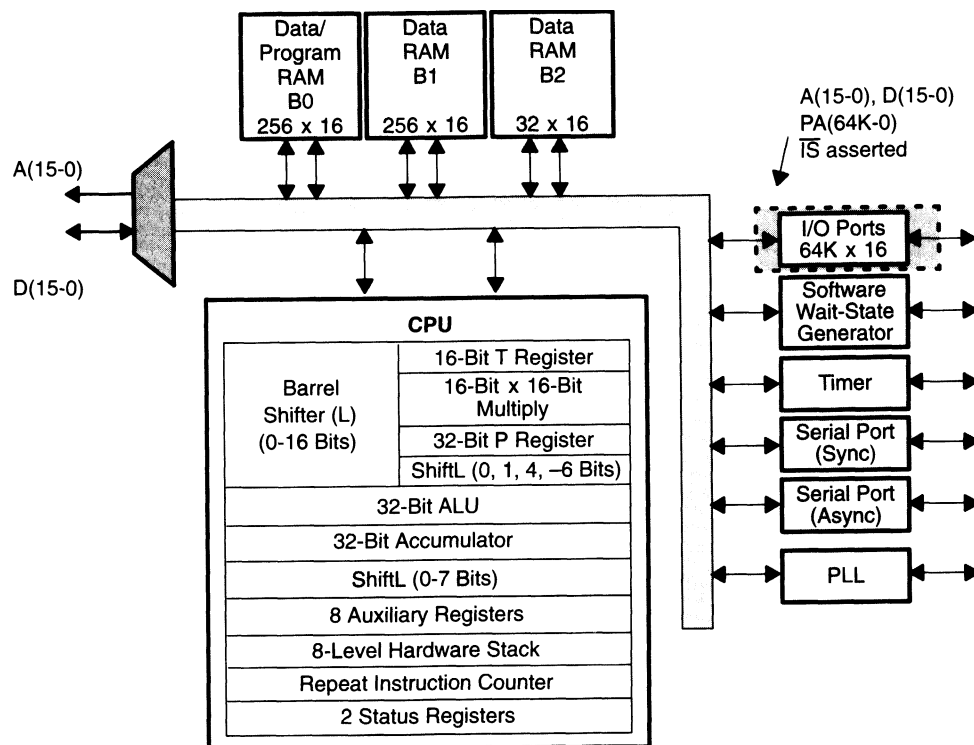 Data/
Program
RAM
B0
256 x 16
Data
RAM
B1
256 x 16
Data
RAM
B2
32 x 16
A(15-0), D(15-0)
PA(64K-0)
I̅S̅ asserted
A(15-0)
D(15-0)
I/O Ports
64K x 16
Software
Wait-State
Generator
Timer
Serial Port
(Sync)
Serial Port
(Async)
PLL
CPU
Barrel
Shifter (L)
(0-16 Bits)
16-Bit T Register
16-Bit x 16-Bit
Multiply
32-Bit P Register
ShiftL (0, 1, 4, –6 Bits)
32-Bit ALU
32-Bit Accumulator
ShiftL (0-7 Bits)
8 Auxiliary Registers
8-Level Hardware Stack
Repeat Instruction Counter
2 Status Registers